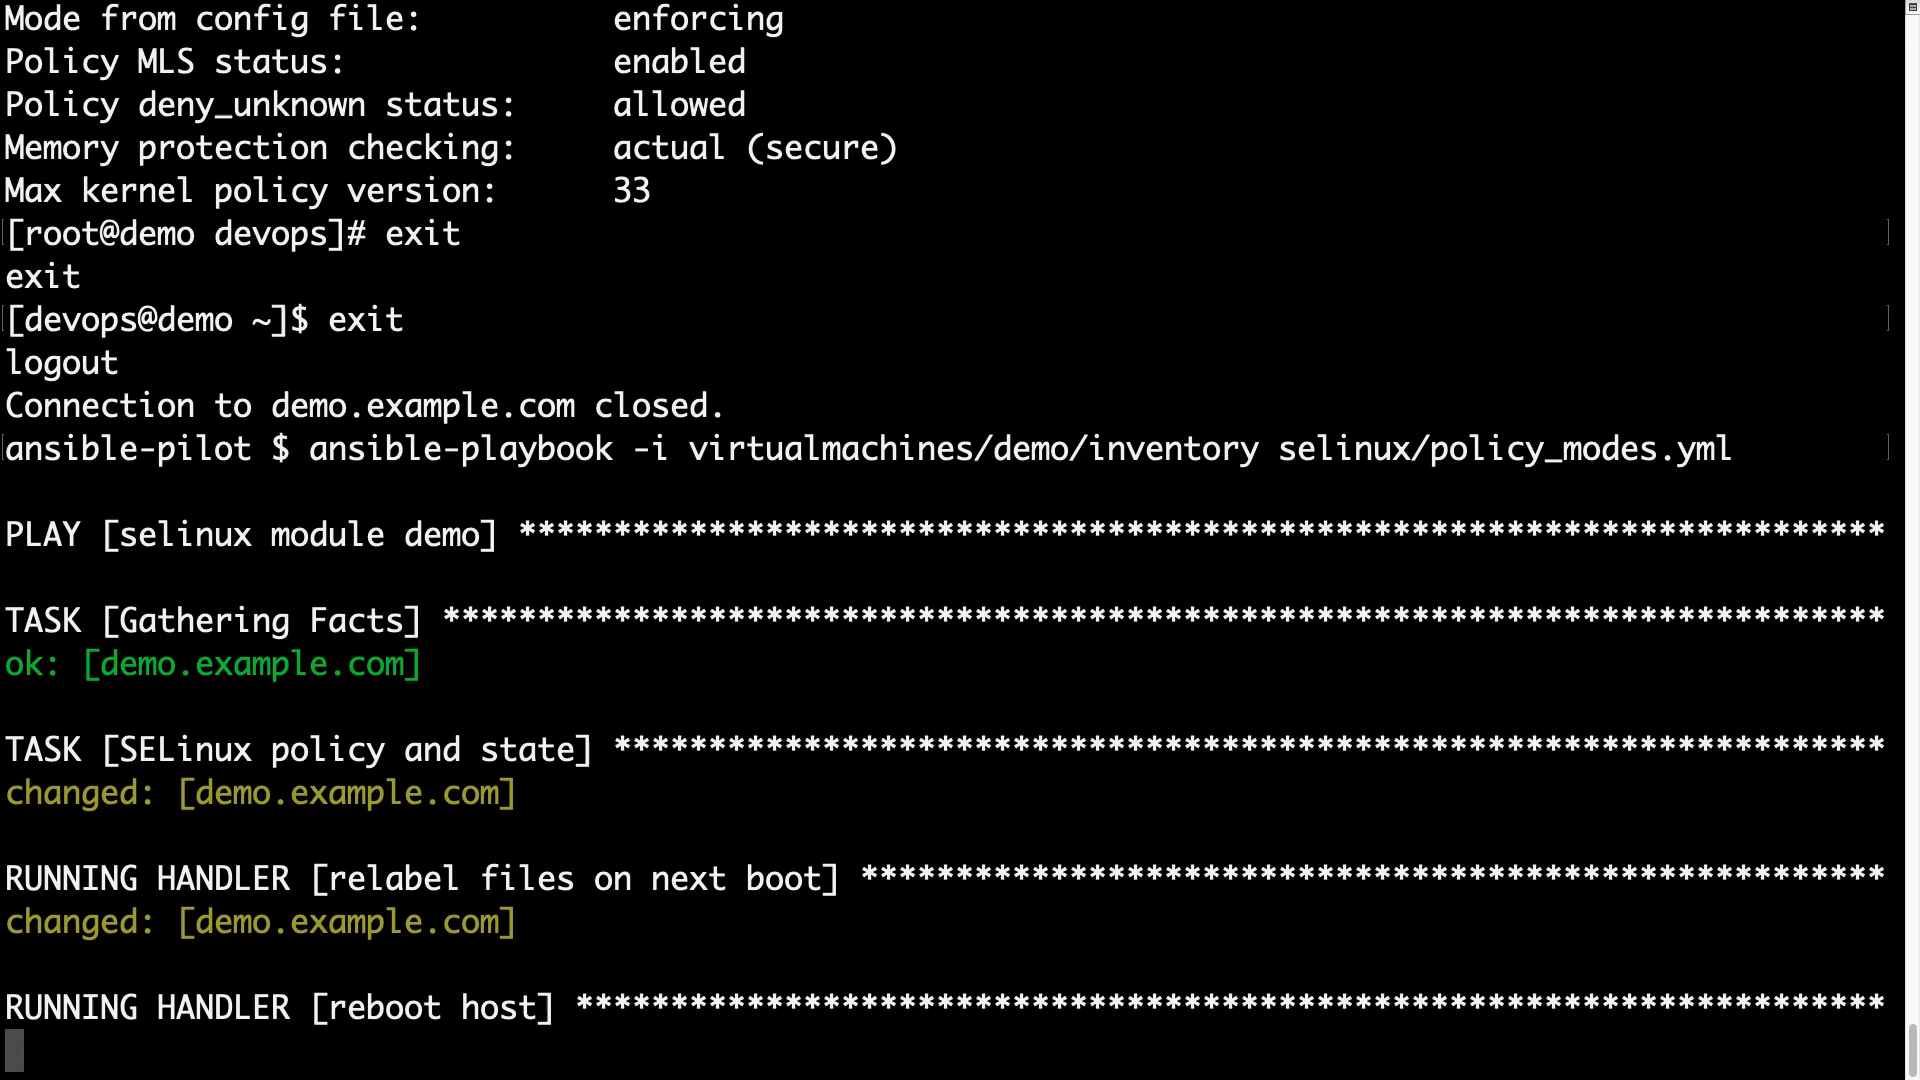 Mode from config file:          enforcing
Policy MLS status:              enabled
Policy deny_unknown status:     allowed
Memory protection checking:     actual (secure)
Max kernel policy version:      33
[root@demo devops]# exit
exit
[devops@demo ~]$ exit
logout
Connection to demo.example.com closed.
ansible-pilot $ ansible-playbook -i virtualmachines/demo/inventory selinux/policy_modes.yml
PLAY [selinux module demo] ************************************************************************
TASK [Gathering Facts] ****************************************************************************
ok: [demo.example.com]
TASK [SELinux policy and state] *******************************************************************
changed: [demo.example.com]
RUNNING HANDLER [relabel files on next boot] ******************************************************
changed: [demo.example.com]
RUNNING HANDLER [reboot host] *********************************************************************